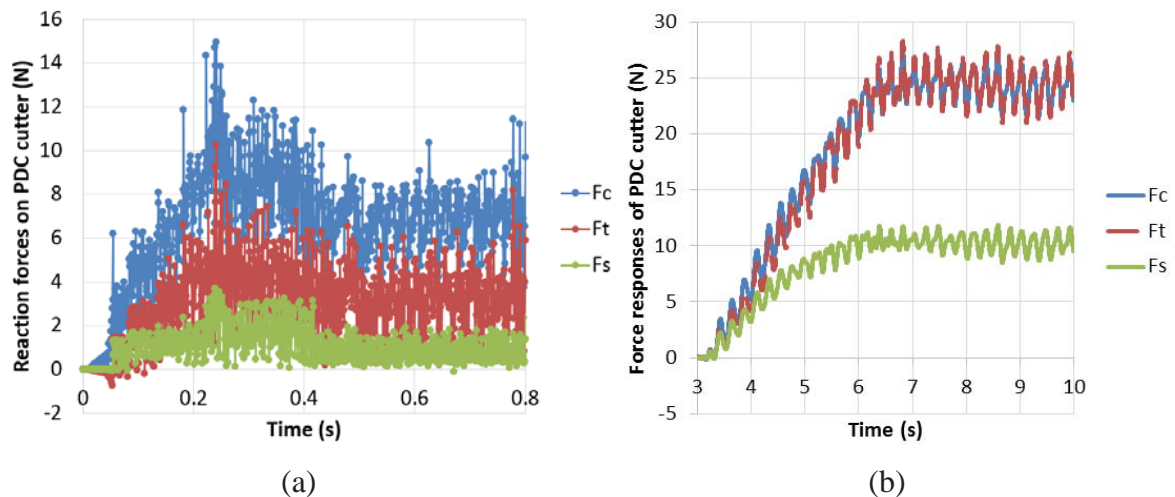 Reaction forces on PDC cutter (N)
16
14
12
10
8
6
4
2
0
-2
0
0.2
0.4
0.6
0.8
Time (s)
Fc
Ft
Fs
(a)
Force responses of PDC cutter (N)
30
25
20
15
10
5
0
-5
3
4
5
6
7
8
9
10
Time (s)
Fc
Ft
Fs
(b)